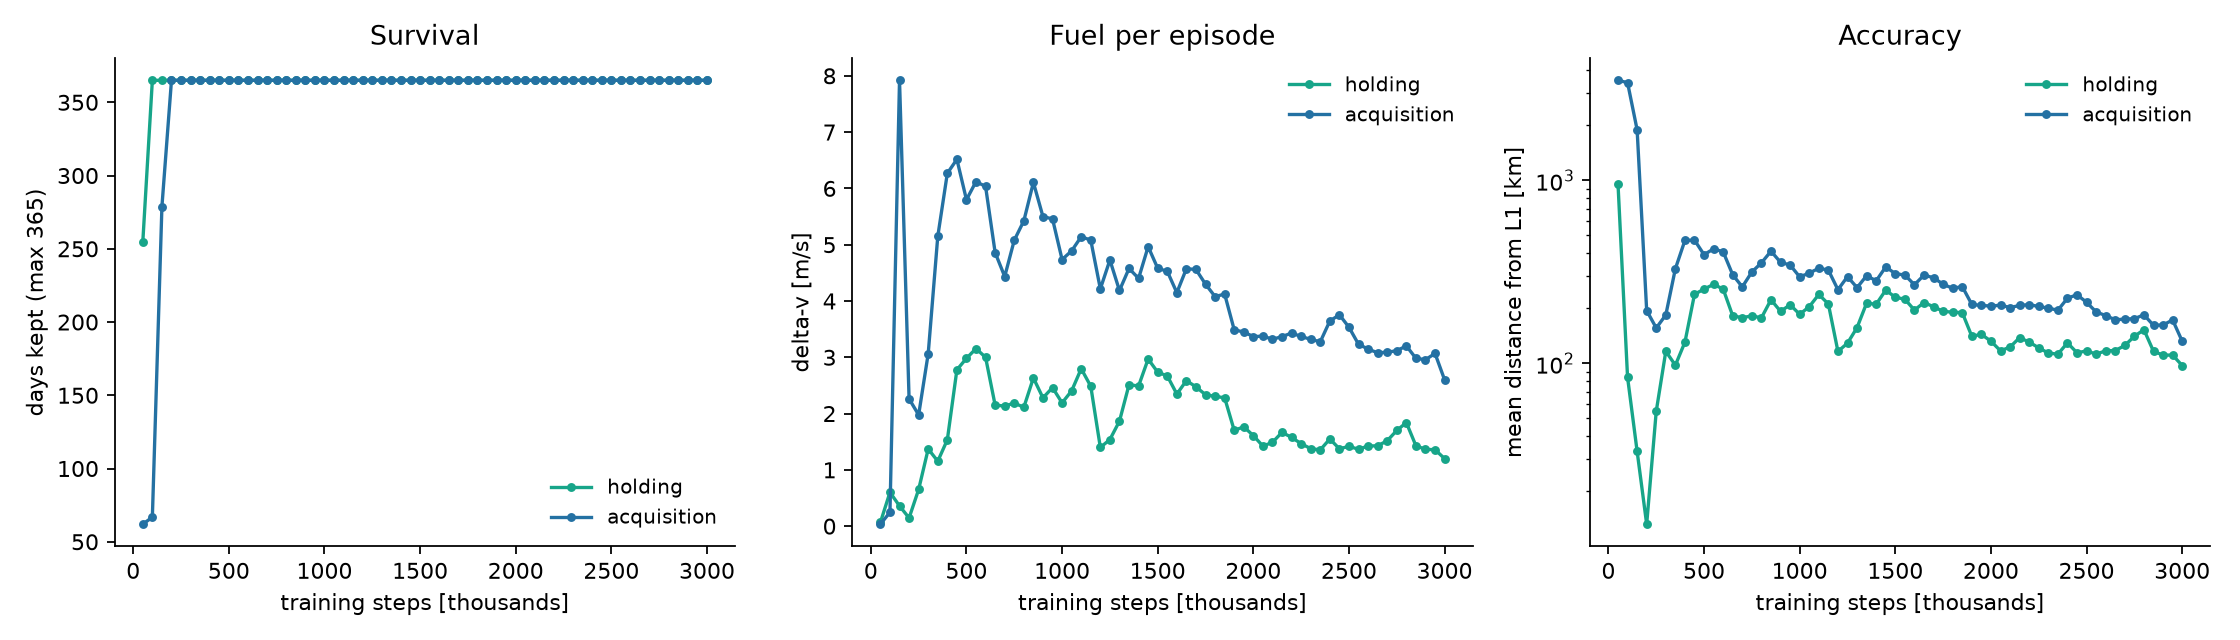 Survival
days kept (max 365)
350
300
250
200
150
100
50
holding
acquisition
0 500 1000 1500 2000 2500 3000
training steps [thousands]
Fuel per episode
delta-v [m/s]
8
7
6
5
4
3
2
1
0
holding
acquisition
0 500 1000 1500 2000 2500 3000
training steps [thousands]
Accuracy
mean distance from L1 [km]
10³
10²
holding
acquisition
0 500 1000 1500 2000 2500 3000
training steps [thousands]